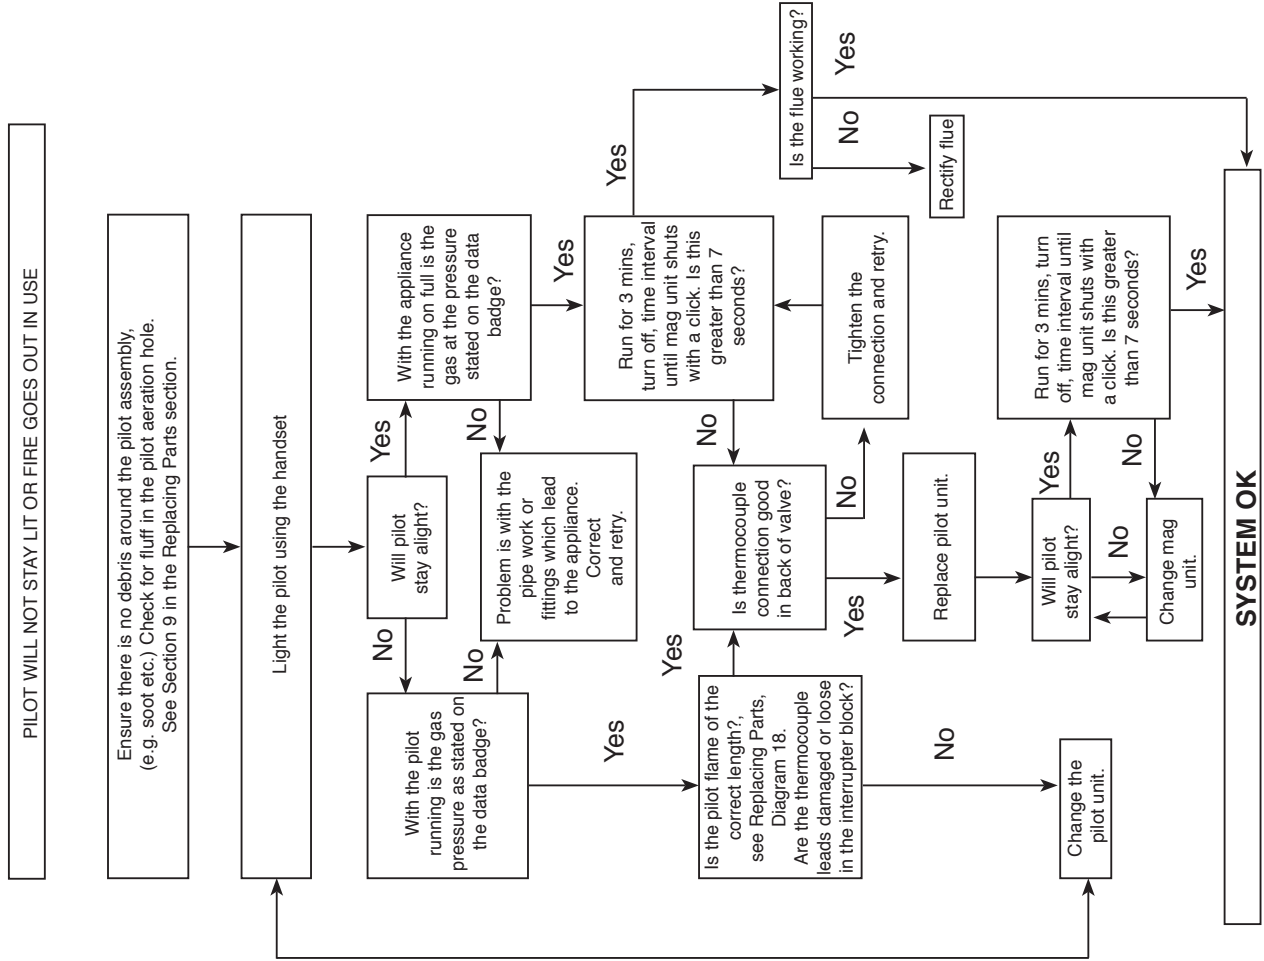 PILOT WILL NOT STAY LIT OR FIRE GOES OUT IN USE
Ensure there is no debris around the pilot assembly,
(e.g. soot etc.) Check for fluff in the pilot aeration hole.
See Section 9 in the Replacing Parts section.
Light the pilot using the handset
Will pilot
stay alight?
No
Yes
With the pilot
running is the gas
pressure as stated on
the data badge?
With the appliance
running on full is the
gas at the pressure
stated on the data
badge?
No
No
Problem is with the
pipe work or
fittings which lead
to the appliance.
Correct
and retry.
Yes
Yes
Is the pilot flame of the
correct length?,
see Replacing Parts,
Diagram 18.
Are the thermocouple
leads damaged or loose
in the interrupter block?
Yes
Is thermocouple
connection good
in back of valve?
No
Run for 3 mins,
turn off, time interval
until mag unit shuts
with a click. Is this
greater than 7
seconds?
Yes
Is the flue working?
No
Yes
Rectify flue
Yes
No
Tighten the
connection and retry.
Replace pilot unit.
No
Change the
pilot unit.
Will pilot
stay alight?
Yes
No
Change mag
unit.
Run for 3 mins, turn
off, time interval until
mag unit shuts with
a click. Is this greater
than 7 seconds?
No
Yes
SYSTEM OK